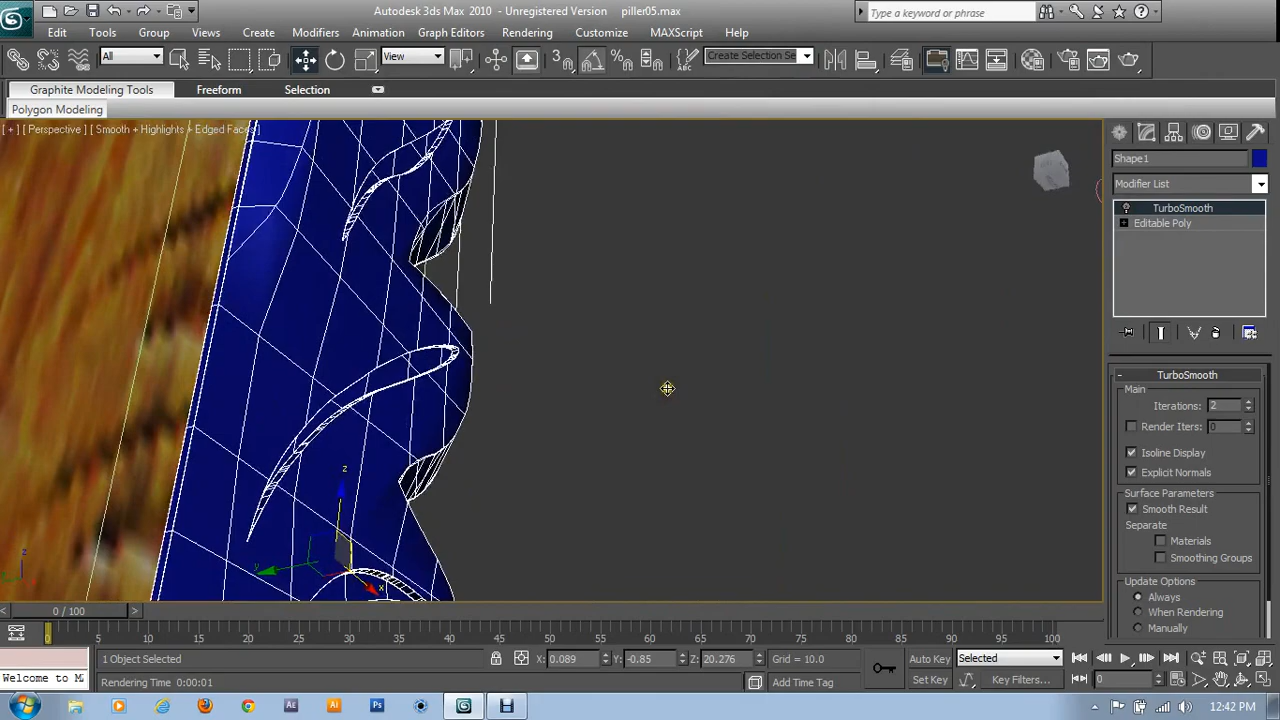 Autodesk 3ds Max 2010 - Unregistered Version piller05.max
Type a keyword or phrase
Edit Tools Group Views Create Modifiers Animation Graph Editors Rendering Customize MAXScript Help
All
View
3
Create Selection Se
Graphite Modeling Tools Freeform Selection
Polygon Modeling
[ + ] [ Perspective ] [ Smooth + Highlights + Edged Faces ]
Shape1
Modifier List
TurboSmooth
Editable Poly
TurboSmooth
Main
Iterations: 2
Render Iters: 0
Isoline Display
Explicit Normals
Surface Parameters
Smooth Result
Separate
Materials
Smoothing Groups
Update Options
Always
When Rendering
Manually
z
y
x
z
0 / 100
0 5 10 15 20 25 30 35 40 45 50 55 60 65 70 75 80 85 90 95 100
1 Object Selected X: 0.089 Y: -0.85 Z: 20.276 Grid = 10.0 Auto Key Selected
Welcome to M Rendering Time 0:00:01 Add Time Tag Set Key Key Filters... 0
Ae Ai Ps 12:42 PM